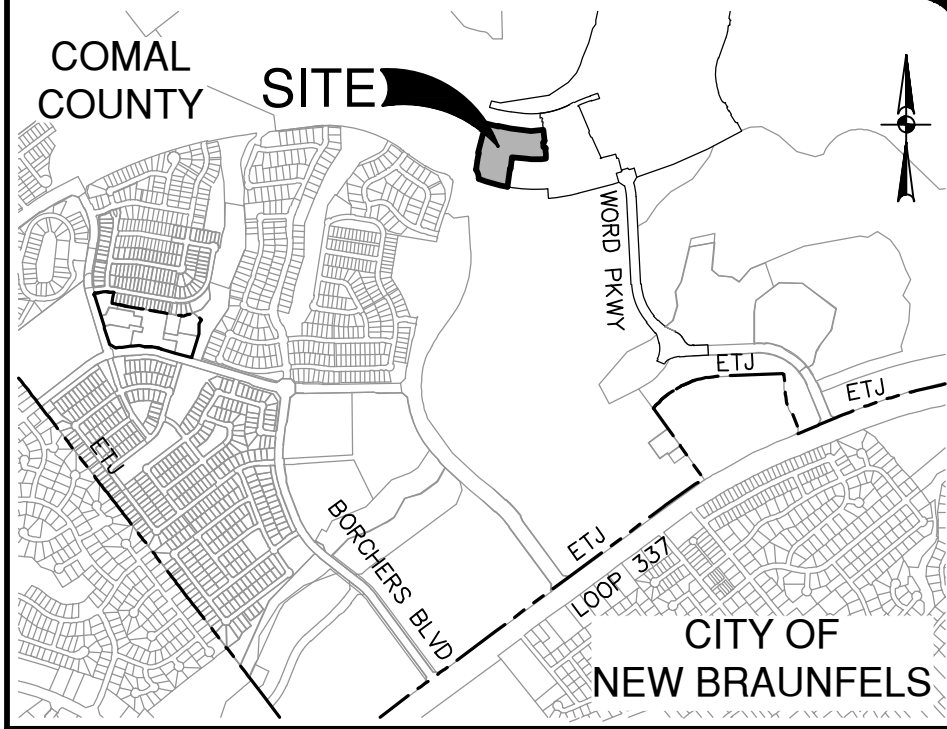 COMAL
COUNTY
SITE
WORD PKWY
ETJ
ETJ
ETJ
BORCHERS BLVD
ETJ
LOOP 337
CITY OF
NEW BRAUNFELS